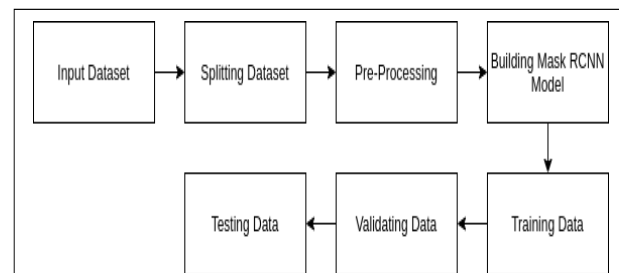 Input Dataset
Splitting Dataset
Pre-Processing
Building Mask RCNN
Model
Training Data
Validating Data
Testing Data